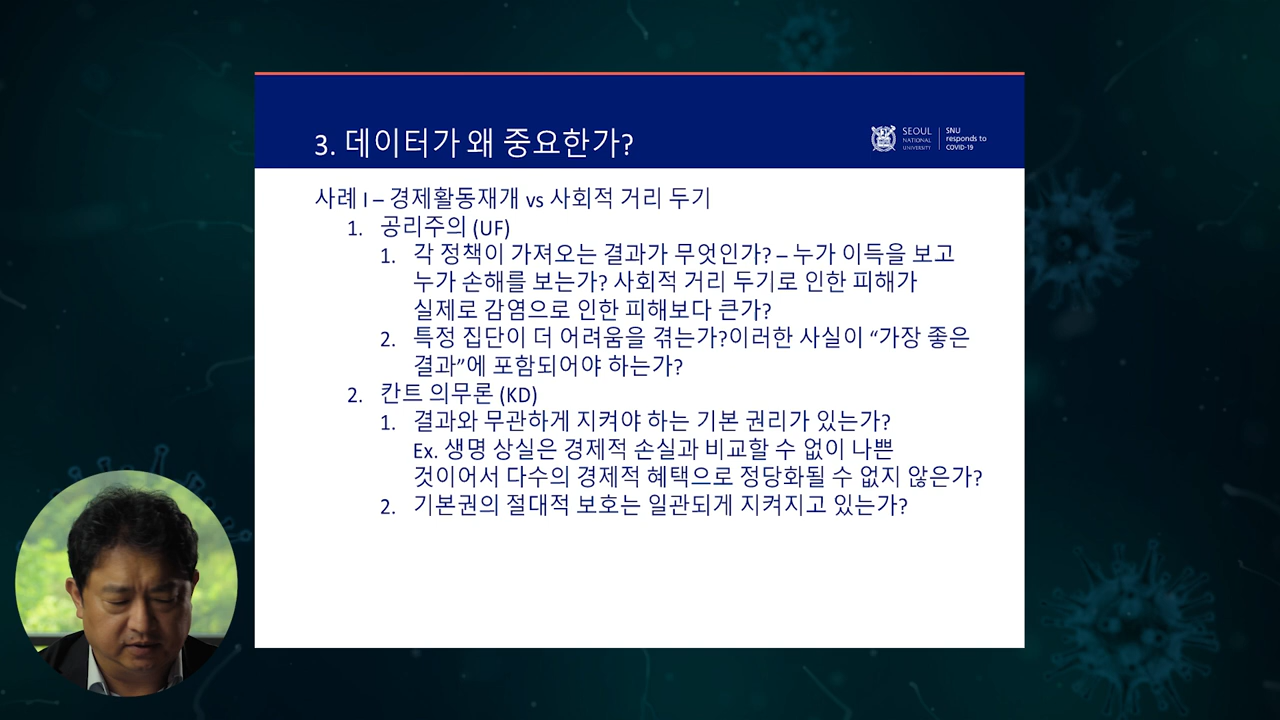 3. 데이터가 왜 중요한가?
SEOUL
NATIONAL
UNIVERSITY
SNU
responds to
COVID-19
사례 I – 경제활동재개 vs 사회적 거리 두기
1. 공리주의 (UF)
1. 각 정책이 가져오는 결과가 무엇인가? – 누가 이득을 보고
누가 손해를 보는가? 사회적 거리 두기로 인한 피해가
실제로 감염으로 인한 피해보다 큰가?
2. 특정 집단이 더 어려움을 겪는가?이러한 사실이 “가장 좋은
결과”에 포함되어야 하는가?
2. 칸트 의무론 (KD)
1. 결과와 무관하게 지켜야 하는 기본 권리가 있는가?
Ex. 생명 상실은 경제적 손실과 비교할 수 없이 나쁜
것이어서 다수의 경제적 혜택으로 정당화될 수 없지 않은가?
2. 기본권의 절대적 보호는 일관되게 지켜지고 있는가?